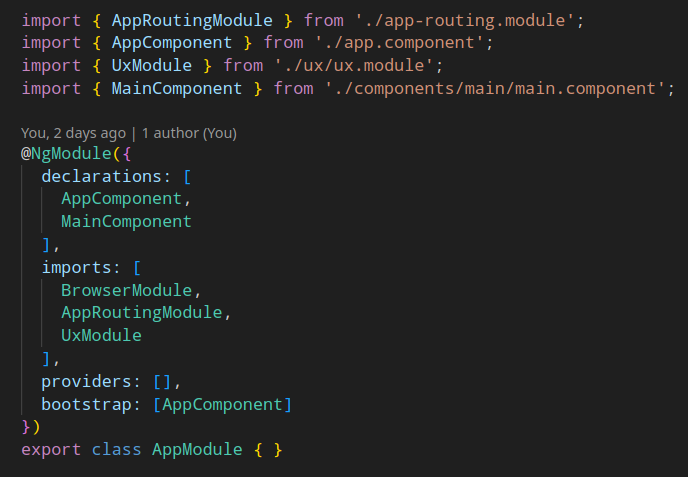 import { AppRoutingModule } from './app-routing.module';
import { AppComponent } from './app.component';
import { UxModule } from './ux/ux.module';
import { MainComponent } from './components/main/main.component';
You, 2 days ago | 1 author (You)
@NgModule({
  declarations: [
    AppComponent,
    MainComponent
  ],
  imports: [
    BrowserModule,
    AppRoutingModule,
    UxModule
  ],
  providers: [],
  bootstrap: [AppComponent]
})
export class AppModule { }